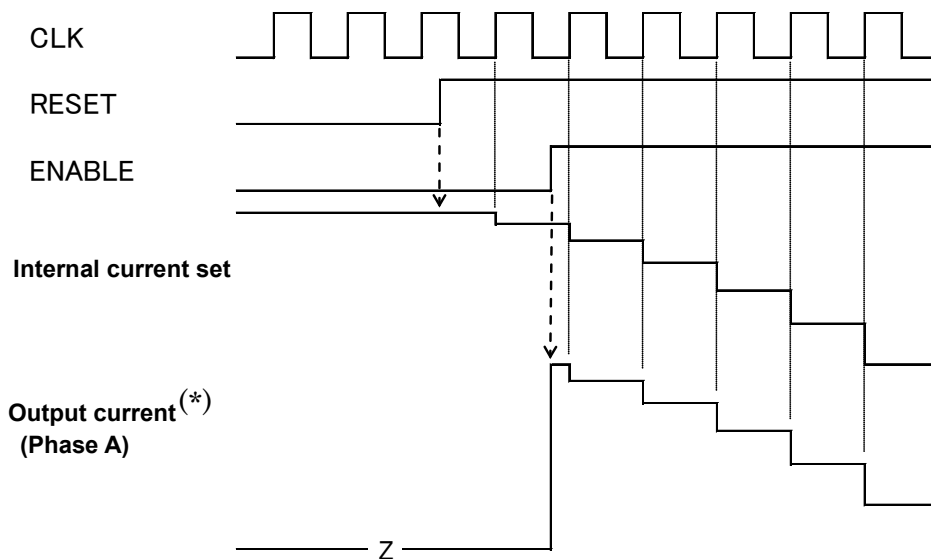 CLK
RESET
ENABLE
Internal current set
Output current(*)
(Phase A)
Z